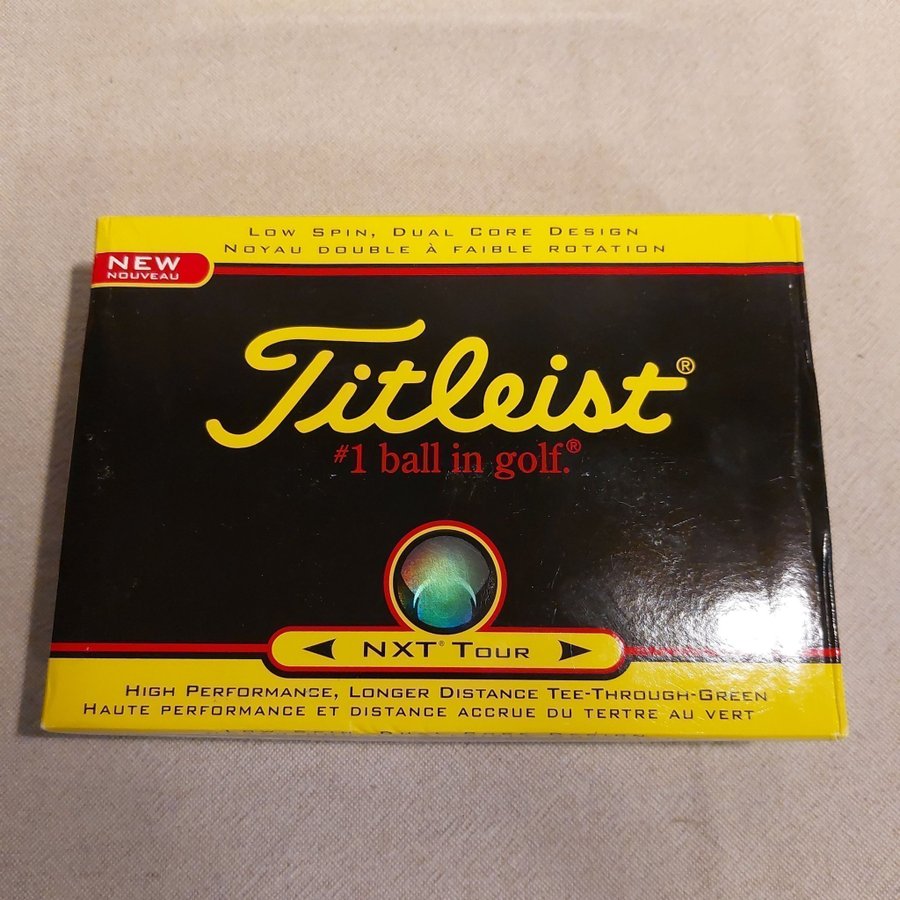 Low Spin, Dual Core Design
Noyau double à faible rotation
NEW
NOUVEAU
Titleist®
#1 ball in golf.®
NXT® Tour
High Performance, Longer Distance Tee-Through-Green
Haute performance et distance accrue du tertre au vert